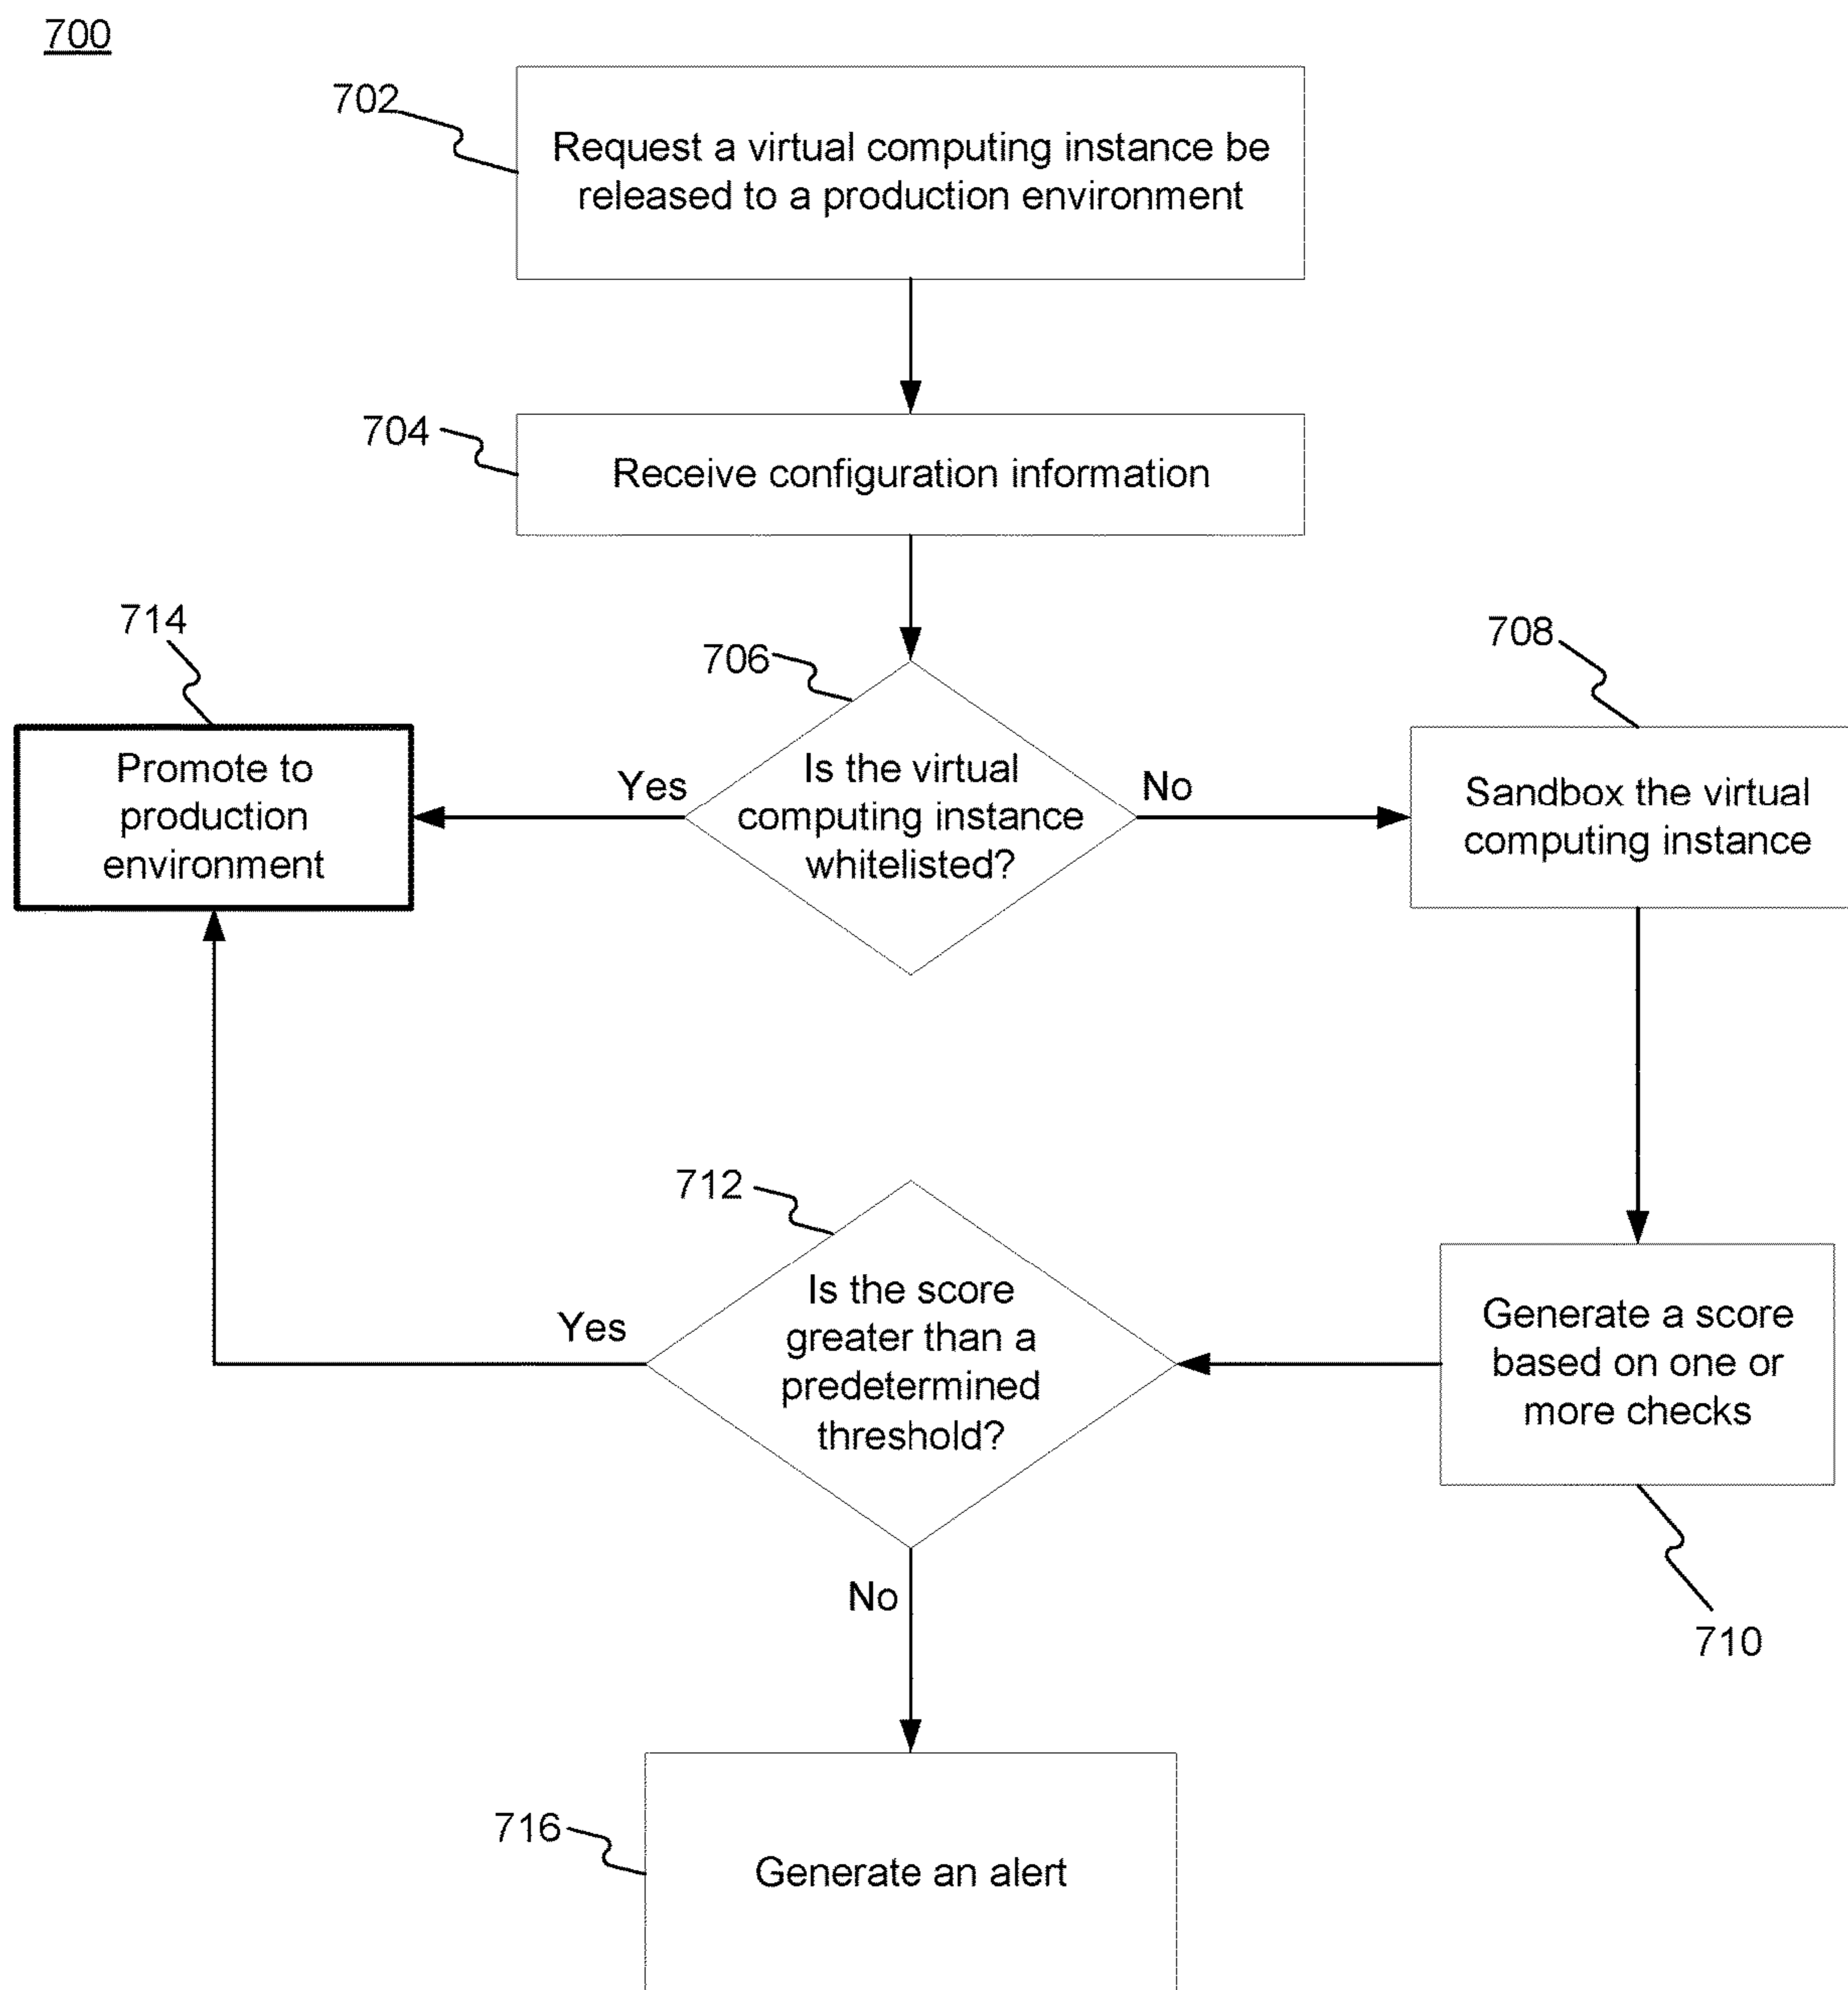 700
702
Request a virtual computing instance be
released to a production environment
704
Receive configuration information
714
706
708
Promote to
production
environment
Yes
Is the virtual
computing instance
whitelisted?
No
Sandbox the virtual
computing instance
712
Yes
Is the score
greater than a
predetermined
threshold?
Generate a score
based on one or
more checks
No
710
716
Generate an alert